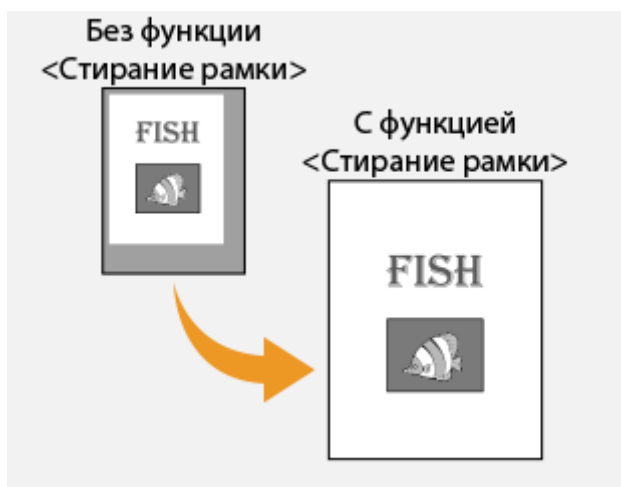 Без функции
<Стирание рамки>
FISH
С функцией
<Стирание рамки>
FISH